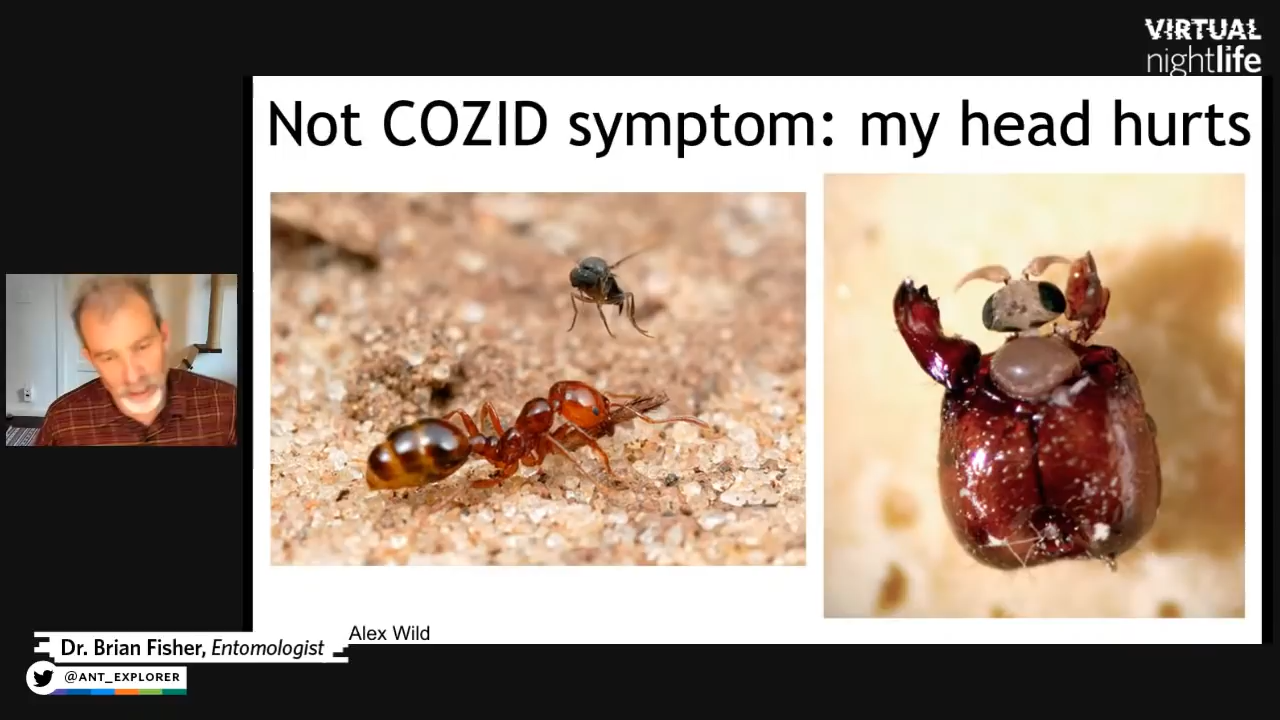 VIRTUAL
nightlife
Not COZID symptom: my head hurts
Alex Wild
Dr. Brian Fisher, Entomologist
@ANT_EXPLORER